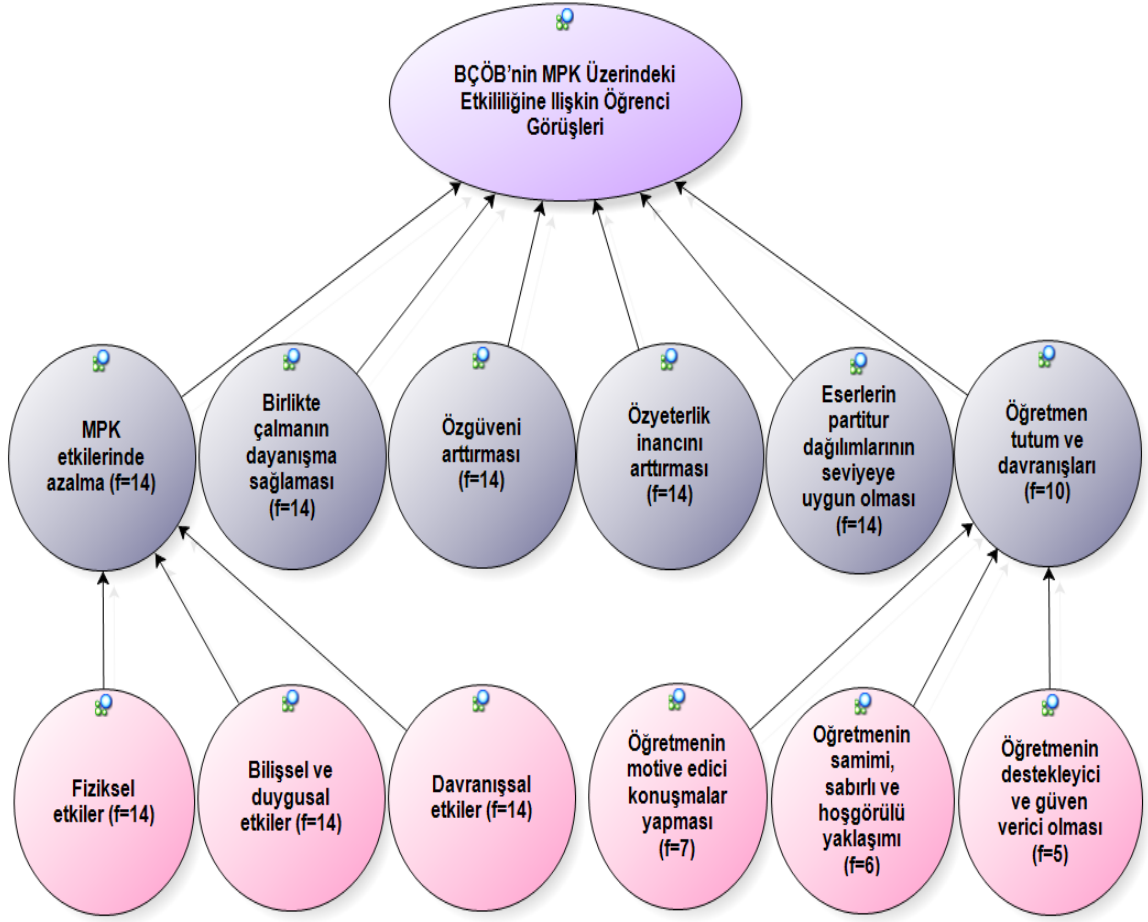 BÇÖB’nin MPK Üzerindeki
Etkililiğine Ilişkin Öğrenci
Görüşleri
MPK
etkilerinde
azalma (f=14)
Birlikte
çalmanın
dayanışma
sağlaması
(f=14)
Özgüveni
arttırması
(f=14)
Özyeterlik
inancını
arttırması
(f=14)
Eserlerin
partitur
dağılımlarının
seviyeye
uygun olması
(f=14)
Öğretmen
tutum ve
davranışları
(f=10)
Fiziksel
etkiler (f=14)
Bilişsel ve
duygusal
etkiler (f=14)
Davranışsal
etkiler (f=14)
Öğretmenin
motive edici
konuşmalar
yapması
(f=7)
Oğretmenin
samimi,
sabırlı ve
hoşgörülü
yaklaşımı
(f=6)
Öğretmenin
destekleyici
ve güven
verici olması
(f=5)